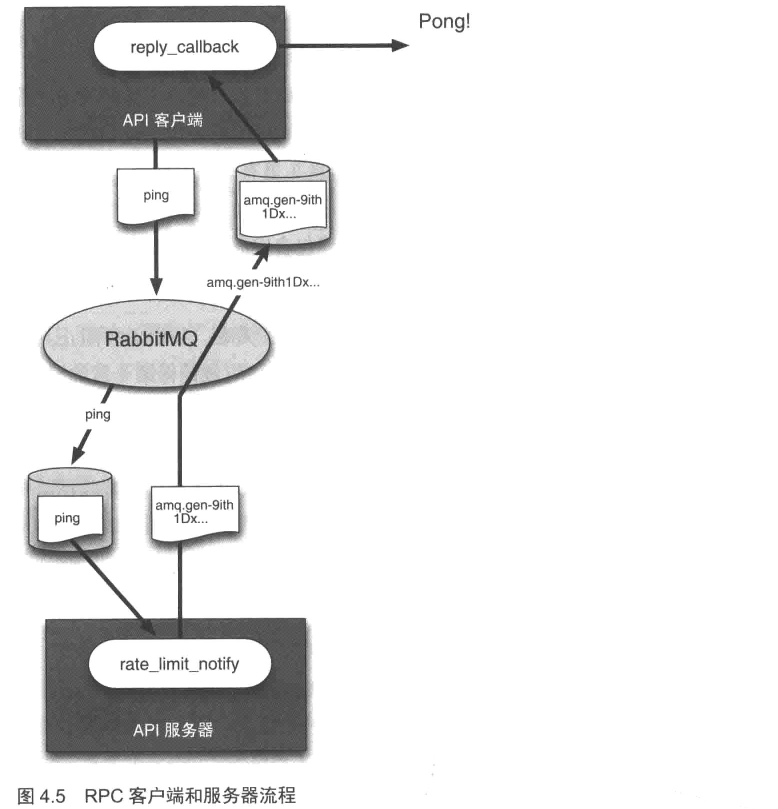 Pong!
reply_callback
API 客户端
ping
amq.gen-9ith
1Dx...
amq.gen-9ith1Dx...
RabbitMQ
ping
ping
amq.gen-9ith
1Dx...
rate_limit_notify
API 服务器
图 4.5 RPC 客户端和服务器流程